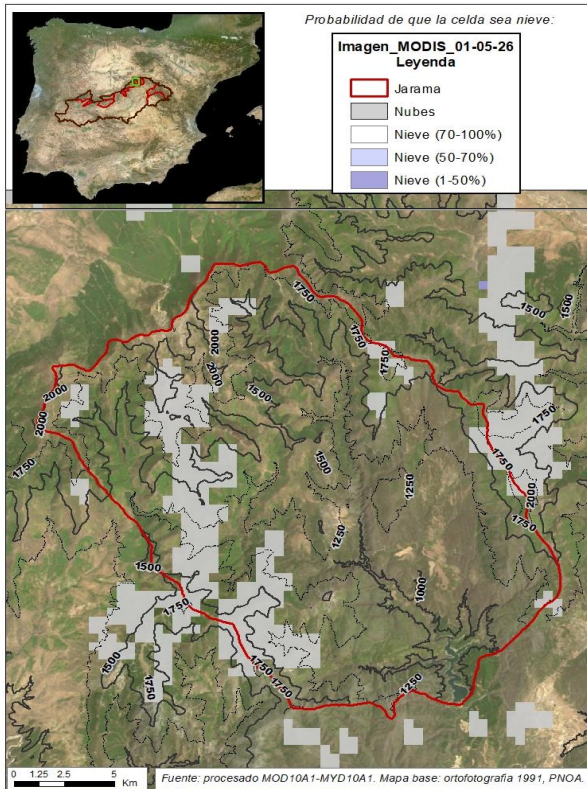 Probabilidad de que la celda sea nieve:
Imagen_MODIS_01-05-26
Leyenda
Jarama
Nubes
Nieve (70-100%)
Nieve (50-70%)
Nieve (1-50%)
1750
1500
1500
2000
1750
1750
2000
2000
1750
2000
1500
1750
1500
1250
1750
2000
1250
1750
1500
1000
1750
1500
1750
1750
1750
1250
0 1.25 2.5 5
Km
Fuente: procesado MOD10A1-MYD10A1. Mapa base: ortofotografia 1991, PNOA.